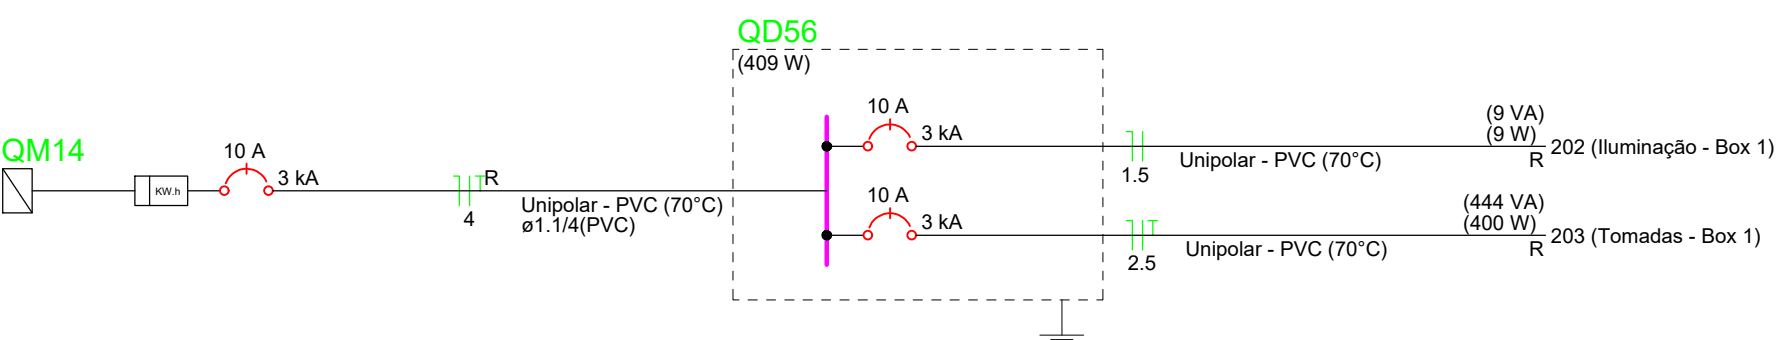 QM14
KW.h
10 A
3 kA
R
4
Unipolar - PVC (70°C)
ø1.1/4(PVC)
QD56
(409 W)
10 A
3 kA
1.5
Unipolar - PVC (70°C)
(9 VA)
(9 W)
R
202 (Iluminação - Box 1)
10 A
3 kA
2.5
Unipolar - PVC (70°C)
(444 VA)
(400 W)
R
203 (Tomadas - Box 1)